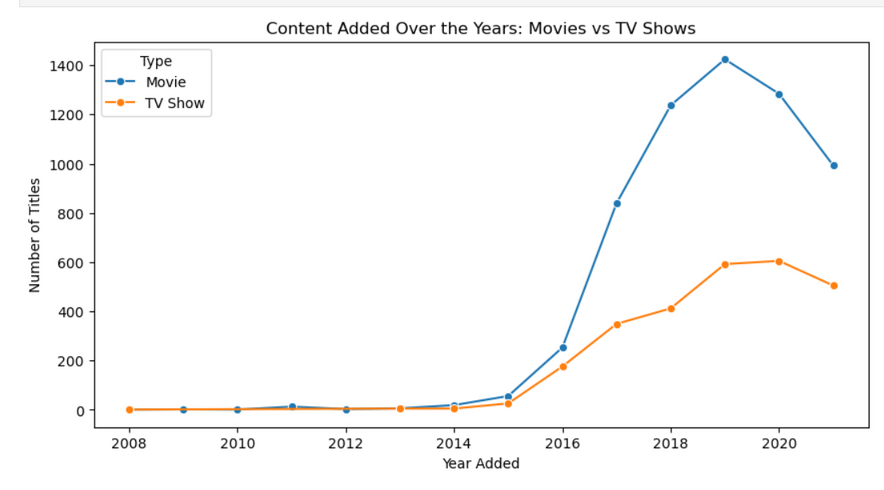 Content Added Over the Years: Movies vs TV Shows
Type
Movie
TV Show
1400
1200
1000
800
600
400
200
0
Number of Titles
2008 2010 2012 2014 2016 2018 2020
Year Added